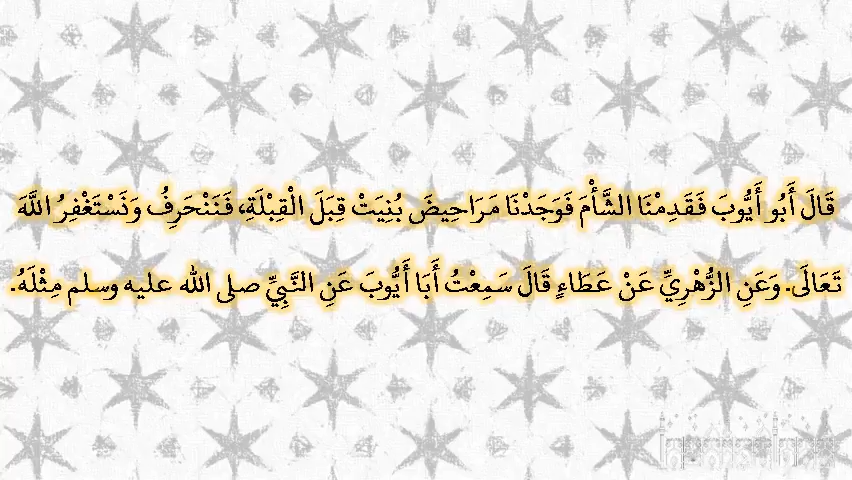 قَالَ أَبُو أَيُّوبَ فَقَدِمْنَا الشَّأْمَ فَوَجَدْنَا مَرَاحِيضَ بُنِيَتْ قِبَلَ الْقِبْلَةِ، فَنَنْحَرِفُ وَنَسْتَغْفِرُ اللَّهَ
تَعَالَى. وَعَنِ الزُّهْرِيِّ عَنْ عَطَاءٍ قَالَ سَمِعْتُ أَبَا أَيُّوبَ عَنِ النَّبِيِّ صلى الله عليه وسلم مِثْلَهُ.